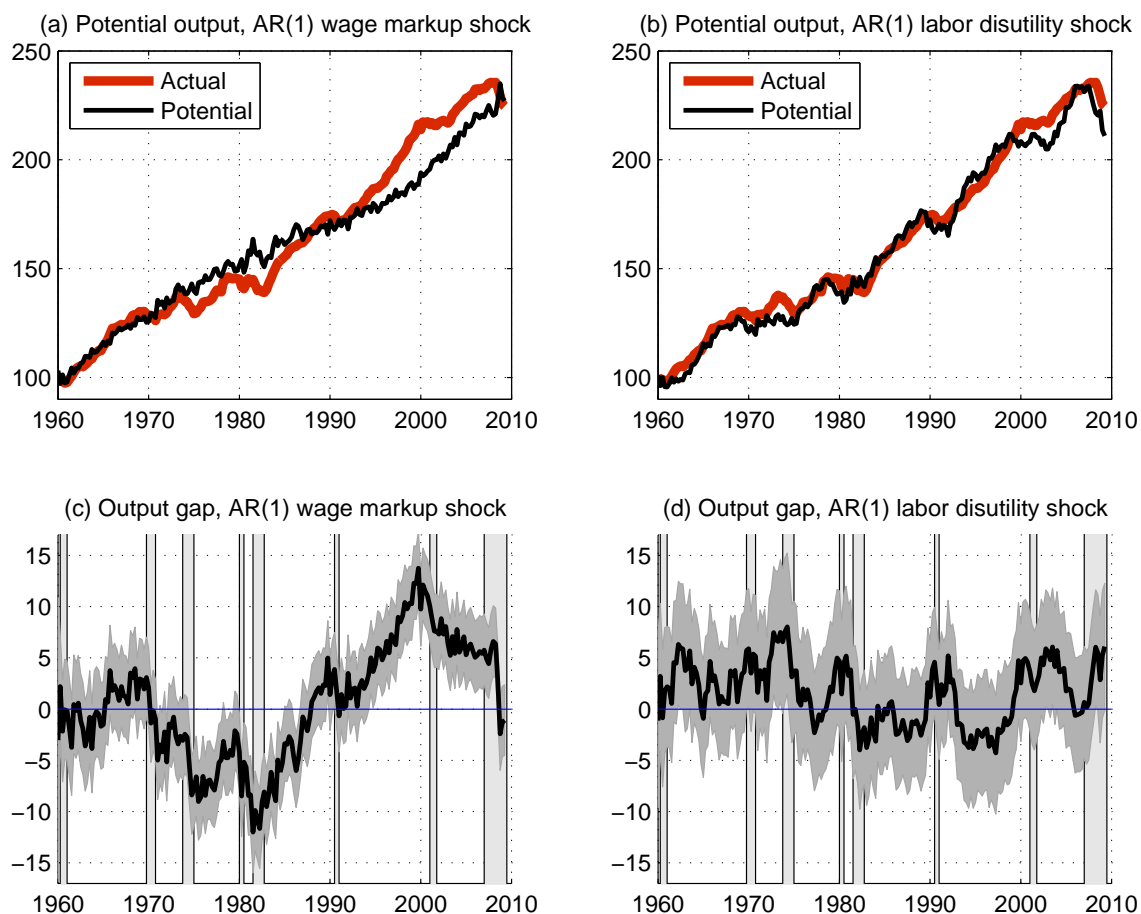 (a) Potential output, AR(1) wage markup shock
250
200
150
100
Actual
Potential
1960 1970 1980 1990 2000 2010
(b) Potential output, AR(1) labor disutility shock
250
200
150
100
Actual
Potential
1960 1970 1980 1990 2000 2010
(c) Output gap, AR(1) wage markup shock
15
10
5
0
−5
−10
−15
1960 1970 1980 1990 2000 2010
(d) Output gap, AR(1) labor disutility shock
15
10
5
0
−5
−10
−15
1960 1970 1980 1990 2000 2010